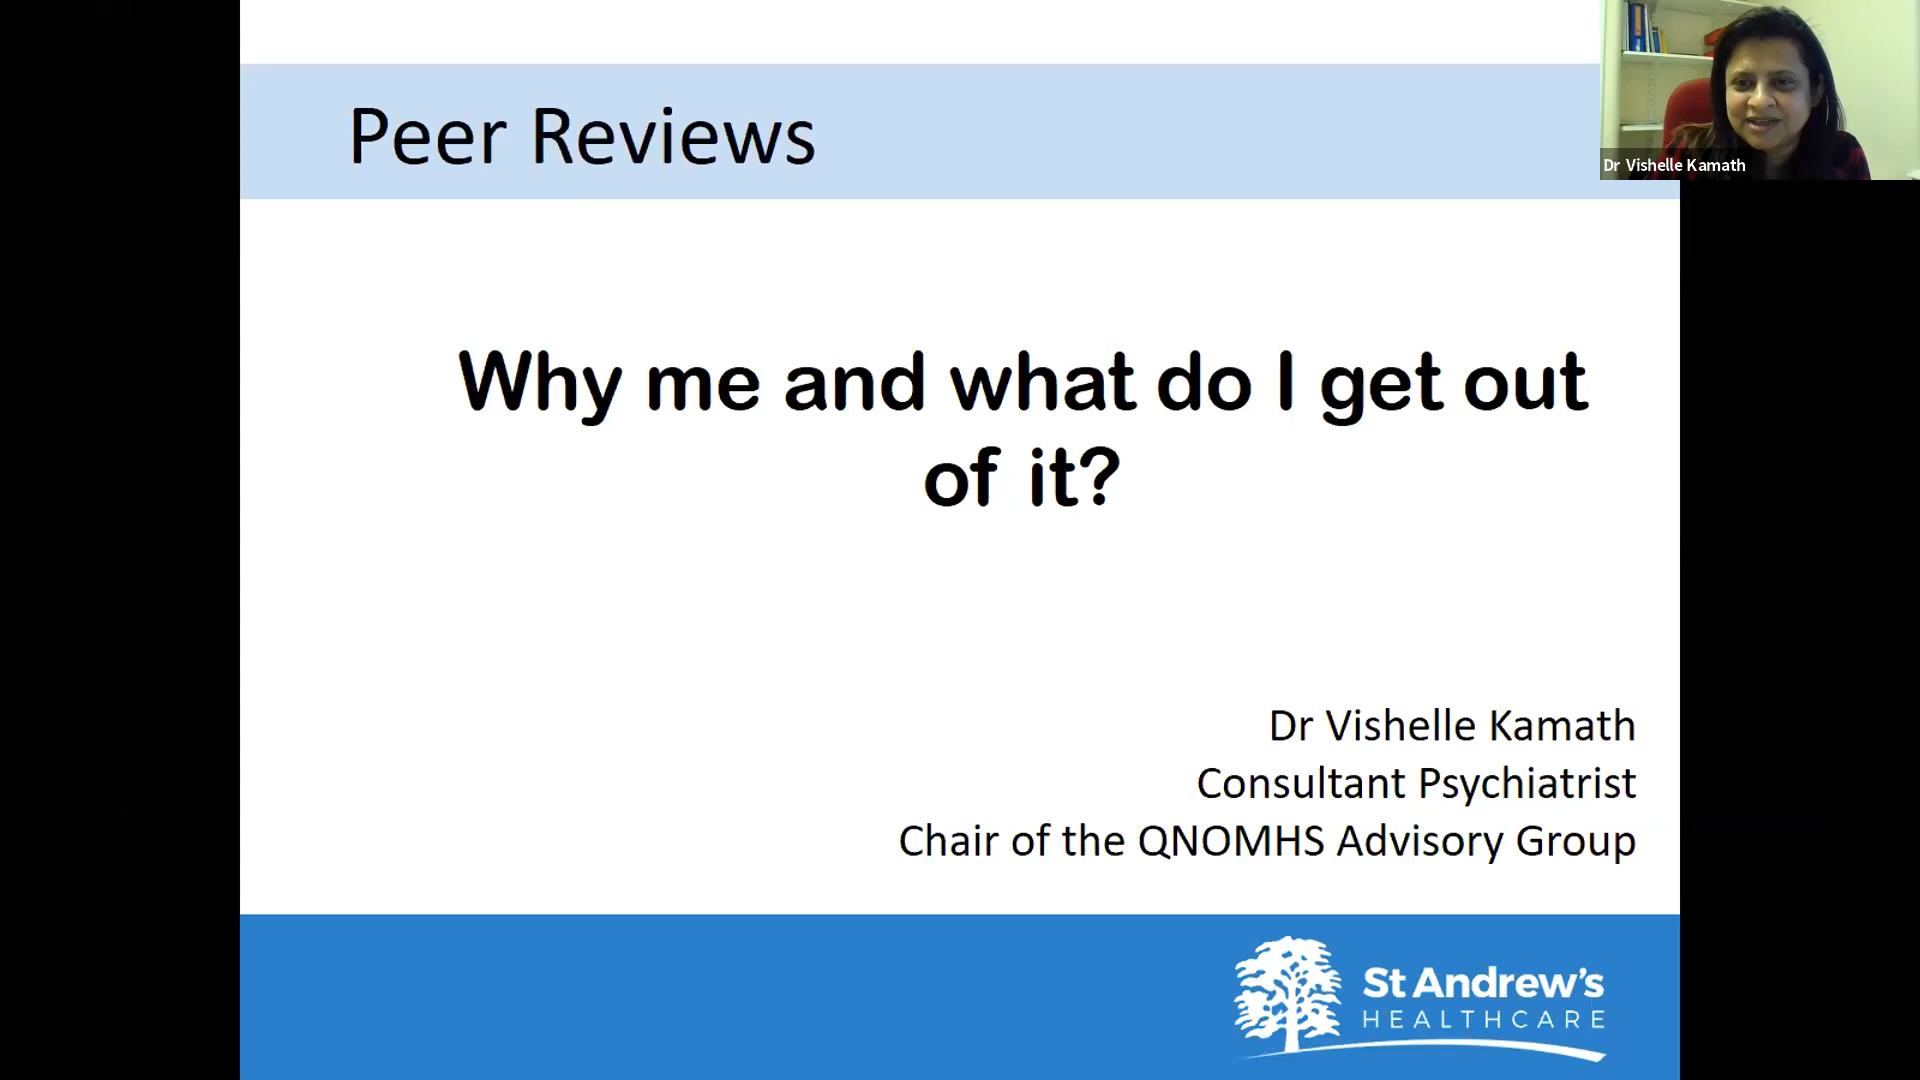 Peer Reviews
Dr Vishelle Kamath
Why me and what do I get out
of it?
Dr Vishelle Kamath
Consultant Psychiatrist
Chair of the QNOMHS Advisory Group
St Andrew's
HEALTHCARE